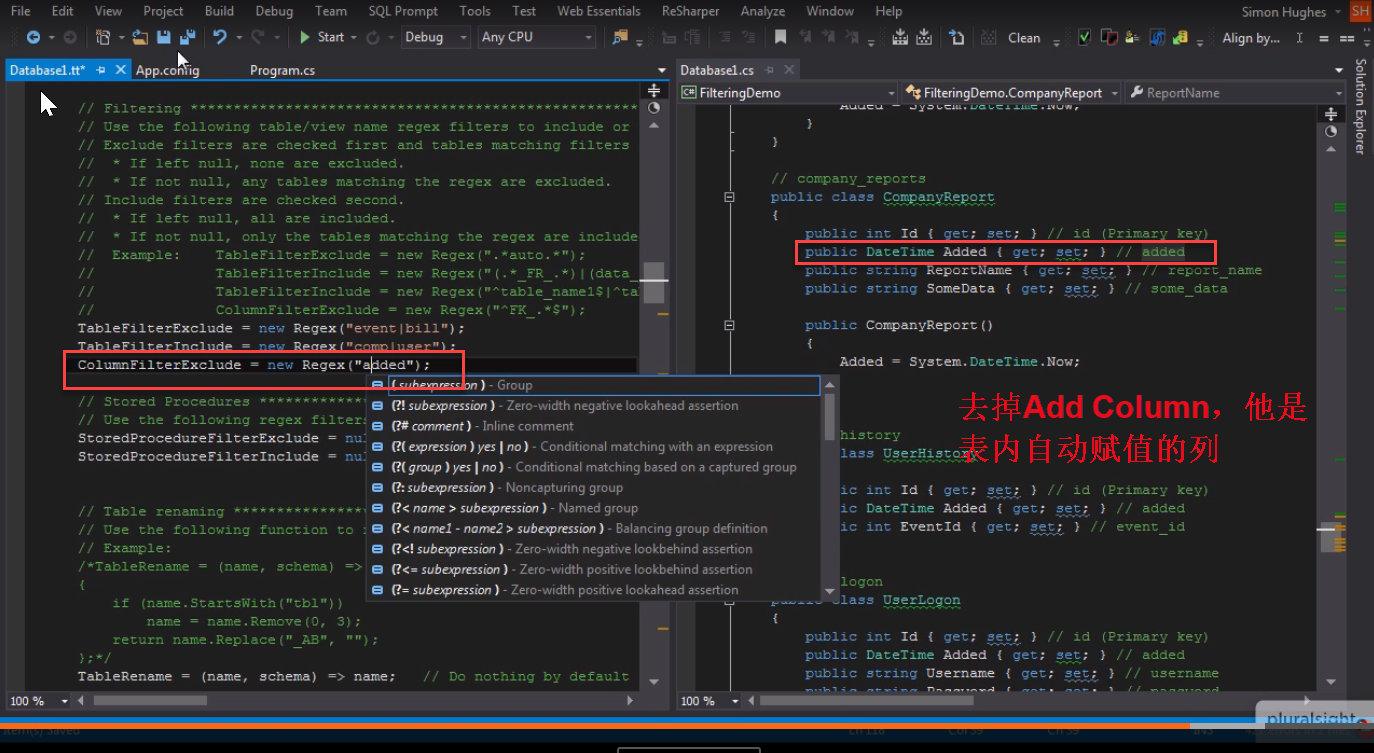 File Edit View Project Build Debug Team SQL Prompt Tools Test Web Essentials ReSharper Analyze Window Help Simon Hughes SH
Start Debug Any CPU Clean Align by...
Database1.tt* App.config Program.cs
// Filtering **************************************************
// Use the following table/view name regex filters to include or
// Exclude filters are checked first and tables matching filters
// * If left null, none are excluded.
// * If not null, any tables matching the regex are excluded.
// Include filters are checked second.
// * If left null, all are included.
// * If not null, only the tables matching the regex are include
// Example: TableFilterExclude = new Regex(".*auto.*");
// TableFilterInclude = new Regex("(.*_FR_.*)|(data_
// TableFilterInclude = new Regex("^table_name1$|^ta
// ColumnFilterExclude = new Regex("^FK_.*$");
TableFilterExclude = new Regex("event|bill");
TableFilterInclude = new Regex("comp|user");
ColumnFilterExclude = new Regex("added");
( subexpression ) - Group
(?! subexpression ) - Zero-width negative lookahead assertion
(?# comment ) - Inline comment
(?( expression ) yes | no ) - Conditional matching with an expression
(?( group ) yes | no ) - Conditional matching based on a captured group
(?: subexpression ) - Noncapturing group
(?< name > subexpression ) - Named group
(?< name1 - name2 > subexpression ) - Balancing group definition
(?<! subexpression ) - Zero-width negative lookbehind assertion
(?<= subexpression ) - Zero-width positive lookbehind assertion
(?= subexpression ) - Zero-width positive lookahead assertion
// Stored Procedures ***************
// Use the following regex filters
StoredProcedureFilterExclude = nu
StoredProcedureFilterInclude = nu
// Table renaming ***************
// Use the following function to
// Example:
/*TableRename = (name, schema) =>
{
if (name.StartsWith("tbl"))
name = name.Remove(0, 3);
return name.Replace("_AB", "");
};*/
TableRename = (name, schema) => name; // Do nothing by default
100 %
Database1.cs
FilteringDemo FilteringDemo.CompanyReport ReportName
Added = System.DateTime.Now;
}
}
// company_reports
public class CompanyReport
{
public int Id { get; set; } // id (Primary key)
public DateTime Added { get; set; } // added
public string ReportName { get; set; } // report_name
public string SomeData { get; set; } // some_data
public CompanyReport()
{
Added = System.DateTime.Now;
去掉Add Column，他是
表内自动赋值的列
history
lass UserHistory
ic int Id { get; set; } // id (Primary key)
ic DateTime Added { get; set; } // added
ic int EventId { get; set; } // event_id
logon
public class UserLogon
{
public int Id { get; set; } // id (Primary key)
public DateTime Added { get; set; } // added
public string Username { get; set; } // username
public string Password { get; set; } // password
100 %
Solution Explorer
pluralsight
Item(s) Saved INS